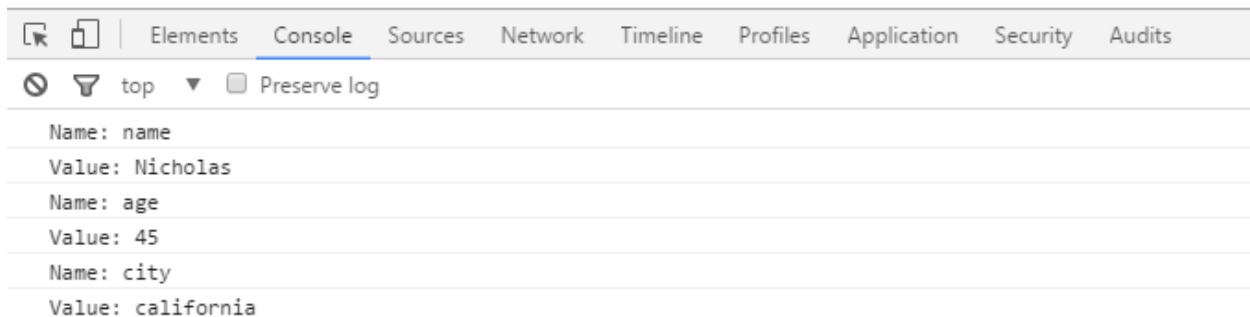 Elements Console Sources Network Timeline Profiles Application Security Audits
top Preserve log
Name: name
Value: Nicholas
Name: age
Value: 45
Name: city
Value: california